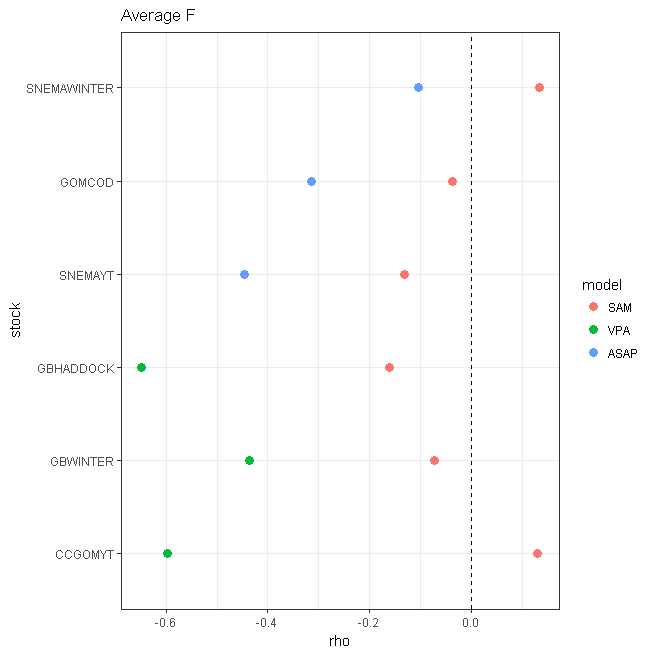 Average F
SNEMAWINTER
GOMCOD
SNEMAYT
GBHADDOCK
GBWINTER
CCGOMYT
stock
-0.6 -0.4 -0.2 0.0
rho
model
SAM
VPA
ASAP